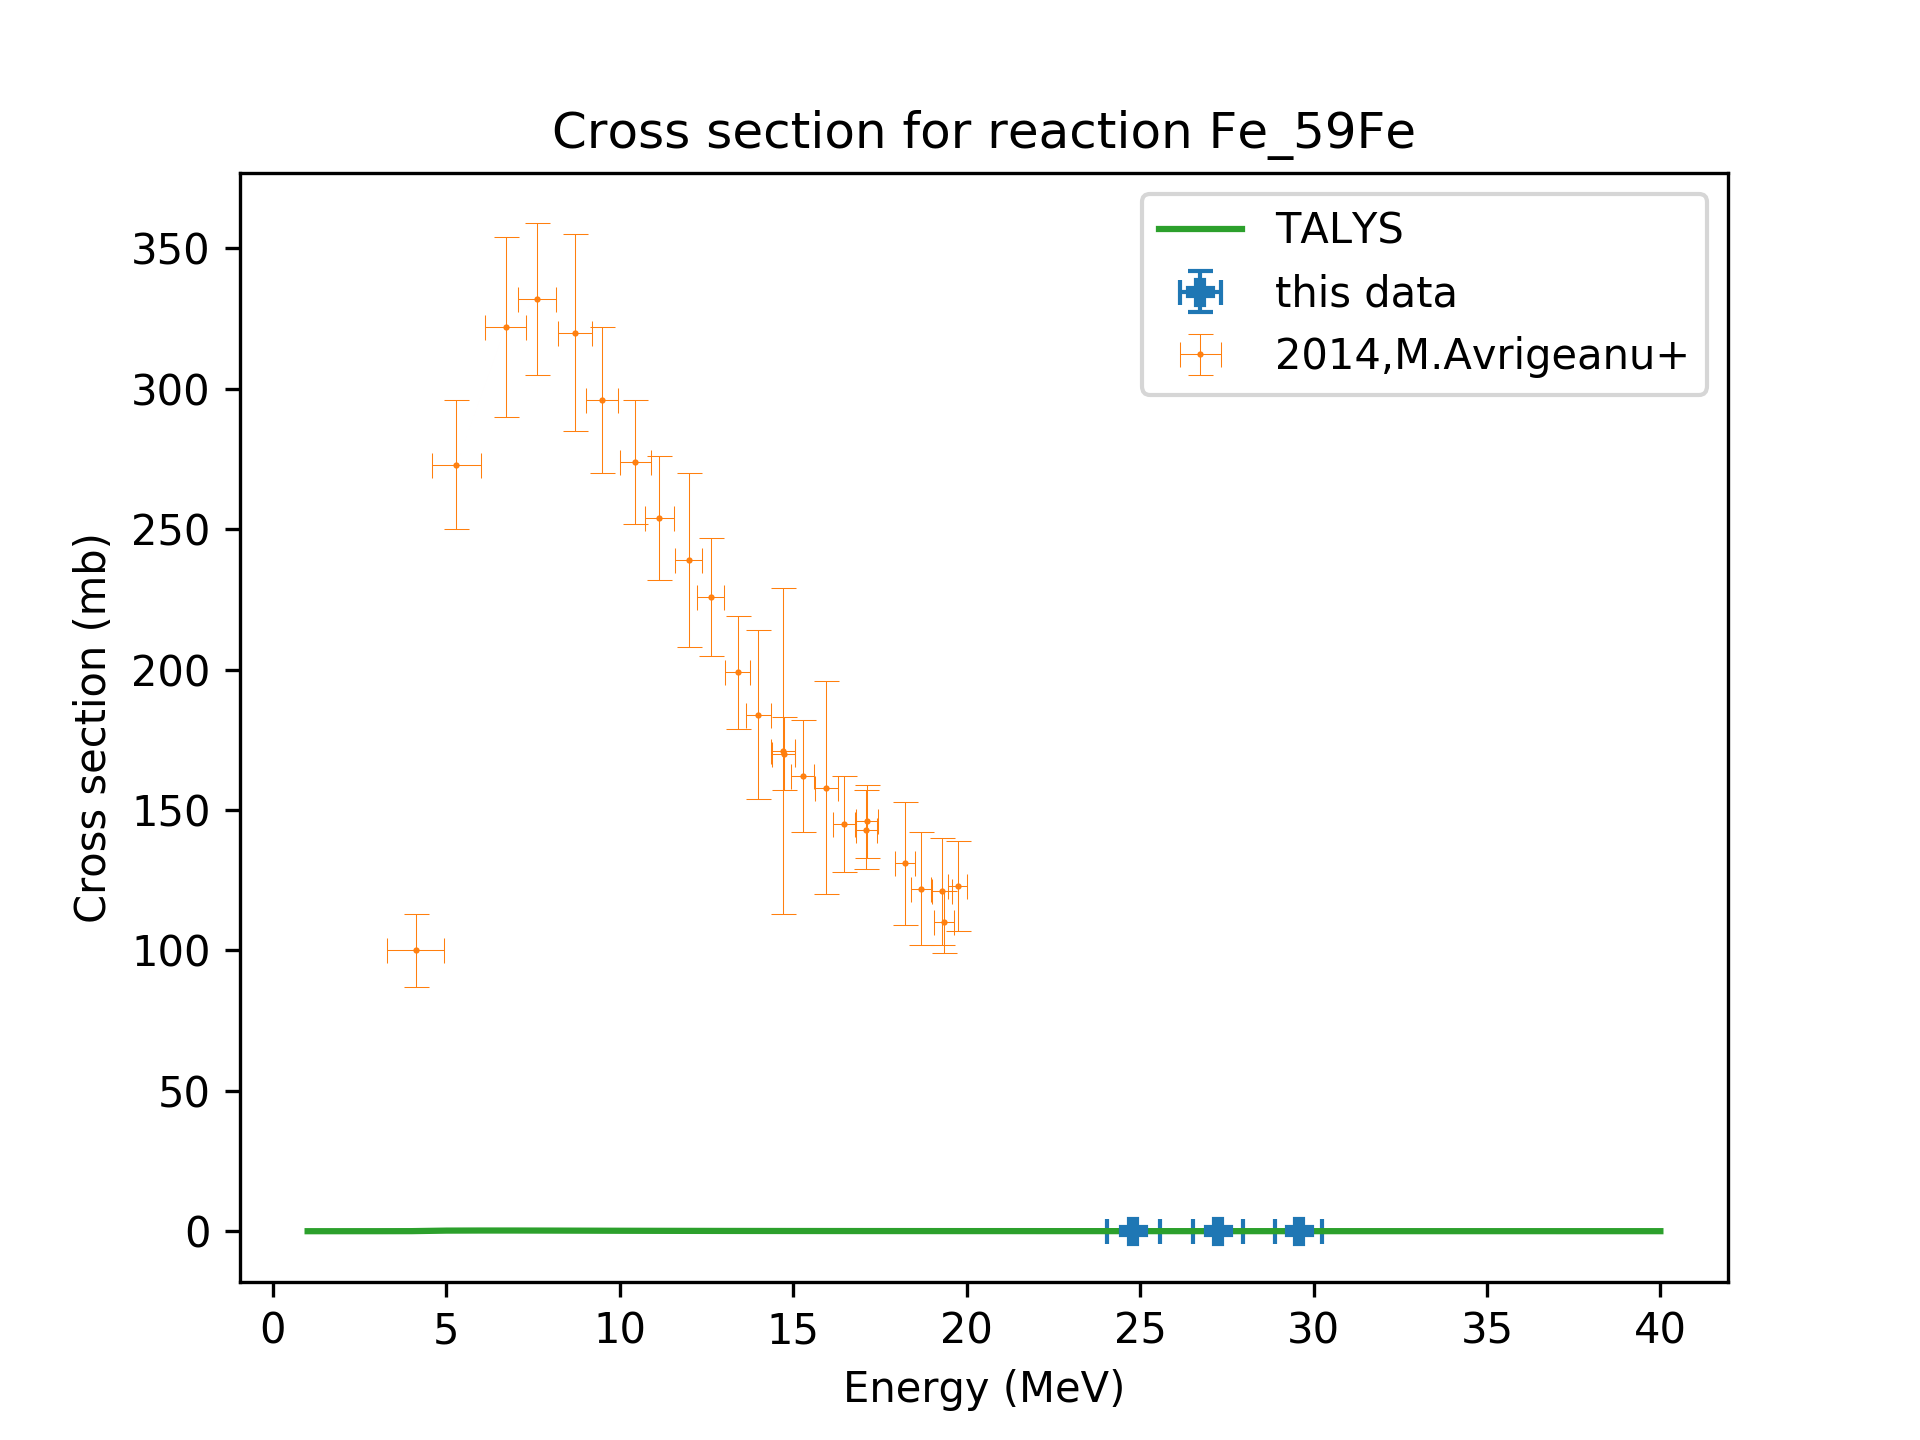 Cross section for reaction Fe_59Fe
TALYS
this data
2014,M.Avrigeanu+
Cross section (mb)
350
300
250
200
150
100
50
0
0 5 10 15 20 25 30 35 40
Energy (MeV)